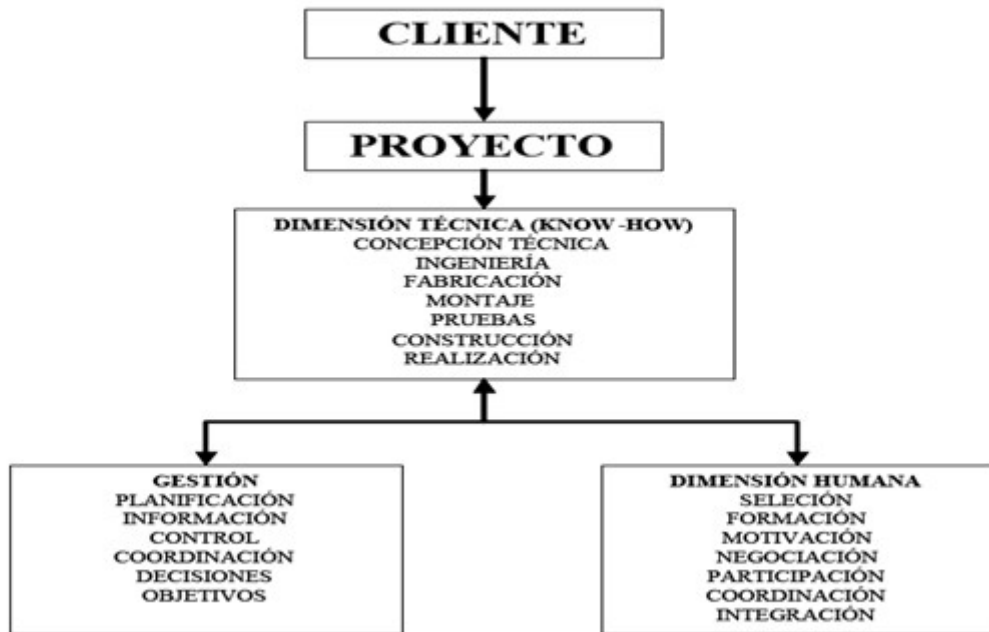 CLIENTE
PROYECTO
DIMENSIÓN TÉCNICA (KNOW -HOW)
CONCEPCIÓN TÉCNICA
INGENIERÍA
FABRICACIÓN
MONTAJE
PRUEBAS
CONSTRUCCIÓN
REALIZACIÓN
GESTIÓN
PLANIFICACIÓN
INFORMACIÓN
CONTROL
COORDINACIÓN
DECISIONES
OBJETIVOS
DIMENSIÓN HUMANA
SELECIÓN
FORMACIÓN
MOTIVACIÓN
NEGOCIACIÓN
PARTICIPACIÓN
COORDINACIÓN
INTEGRACIÓN